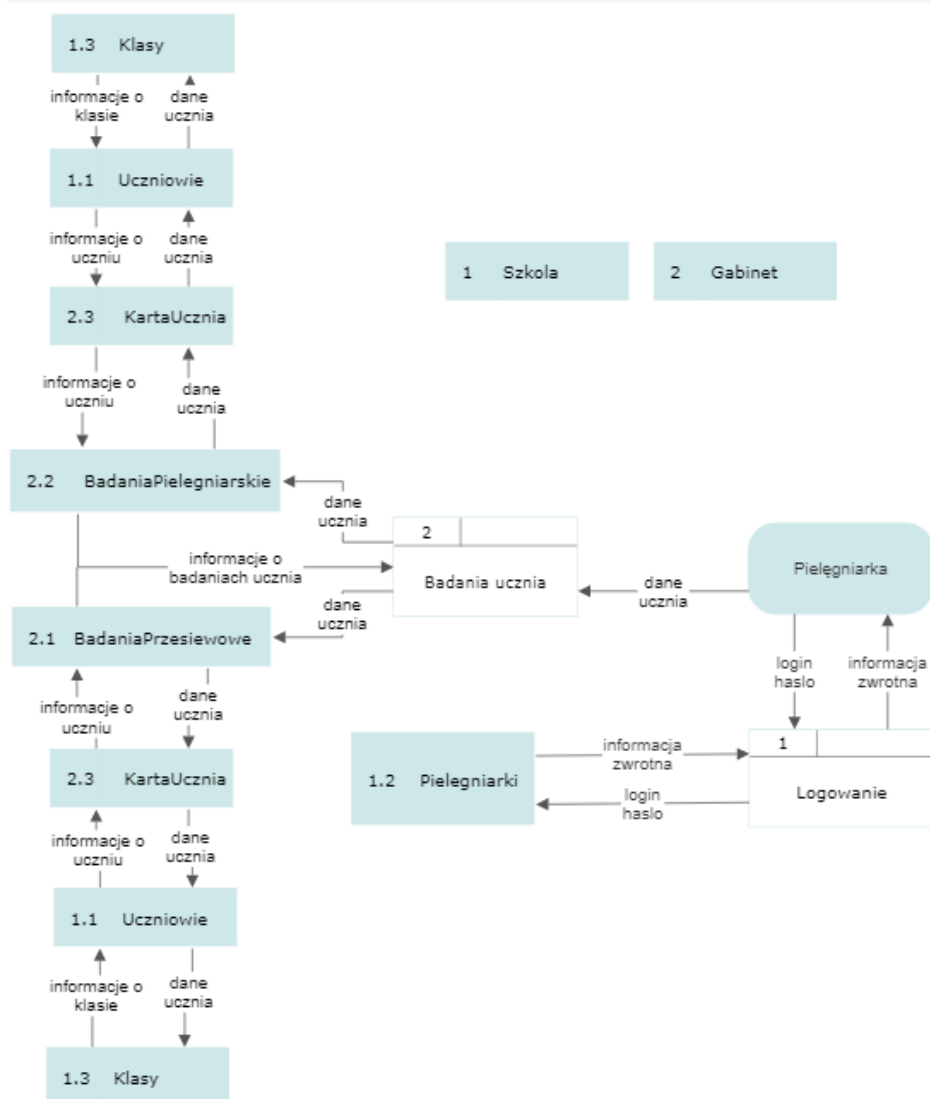 1.3 Klasy
informacje o
klasie
dane
ucznia
1.1 Uczniowie
informacje o
uczniu
dane
ucznia
1 Szkola
2 Gabinet
2.3 KartaUcznia
informacje o
uczniu
dane
ucznia
2.2 BadaniaPielegniarskie
dane
ucznia
2
Badania ucznia
informacje o
badaniach ucznia
dane
ucznia
Pielęgniarka
dane
ucznia
2.1 BadaniaPrzesiewowe
login
haslo
informacja
zwrotna
informacje o
uczniu
dane
ucznia
1
Logowanie
informacja
zwrotna
1.2 Pielegniarki
login
haslo
2.3 KartaUcznia
informacje o
uczniu
dane
ucznia
1.1 Uczniowie
informacje o
klasie
dane
ucznia
1.3 Klasy